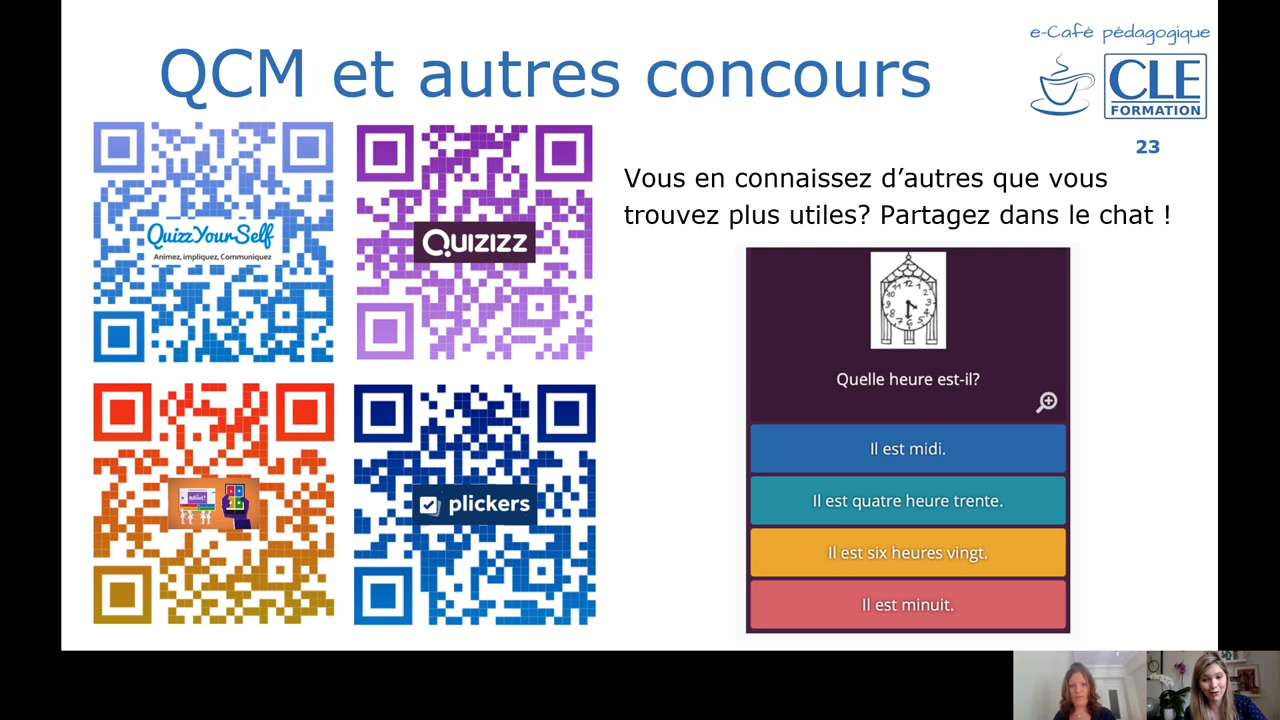 e-Café pédagogique
QCM et autres concours
CLE
FORMATION
23
QuizzYourSelf
Animez, impliquez, Communiquez
QUIZIZZ
Vous en connaissez d’autres que vous
trouvez plus utiles? Partagez dans le chat !
Quelle heure est-il?
Il est midi.
Il est quatre heure trente.
Il est six heures vingt.
Il est minuit.
plickers